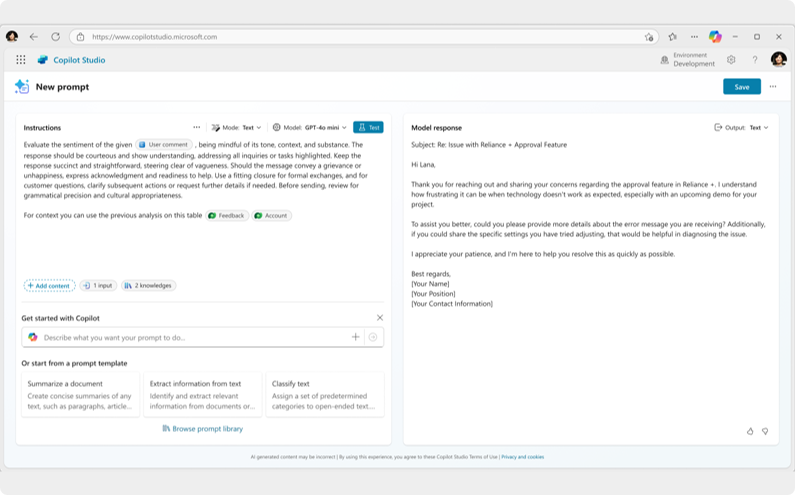 https://www.copilotstudio.microsoft.com
Copilot Studio
Environment
Development
?
New prompt
Save
Instructions
Mode: Text
Model: GPT-4o mini
Test
Evaluate the sentiment of the given User comment , being mindful of its tone, context, and substance. The
response should be courteous and show understanding, addressing all inquiries or tasks highlighted. Keep the
response succinct and straightforward, steering clear of vagueness. Should the message convey a grievance or
unhappiness, express acknowledgment and readiness to help. Use a fitting closure for formal exchanges, and for
customer questions, clarify subsequent actions or request further details if needed. Before sending, review for
grammatical precision and cultural appropriateness.
For context you can use the previous analysis on this table Feedback Account
+ Add content
1 input
2 knowledges
Get started with Copilot
Describe what you want your prompt to do...
Or start from a prompt template
Summarize a document
Create concise summaries of any
text, such as paragraphs, article...
Extract information from text
Identify and extract relevant
information from documents or...
Classify text
Assign a set of predetermined
categories to open-ended text....
Browse prompt library
Model response
Output: Text
Subject: Re: Issue with Reliance + Approval Feature
Hi Lana,
Thank you for reaching out and sharing your concerns regarding the approval feature in Reliance +. I understand
how frustrating it can be when technology doesn't work as expected, especially with an upcoming demo for your
project.
To assist you better, could you please provide more details about the error message you are receiving? Additionally,
if you could share the specific settings you have tried adjusting, that would be helpful in diagnosing the issue.
I appreciate your patience, and I'm here to help you resolve this as quickly as possible.
Best regards,
[Your Name]
[Your Position]
[Your Contact Information]
AI generated content may be incorrect | By using this experience, you agree to these Copilot Studio Terms of Use | Privacy and cookies